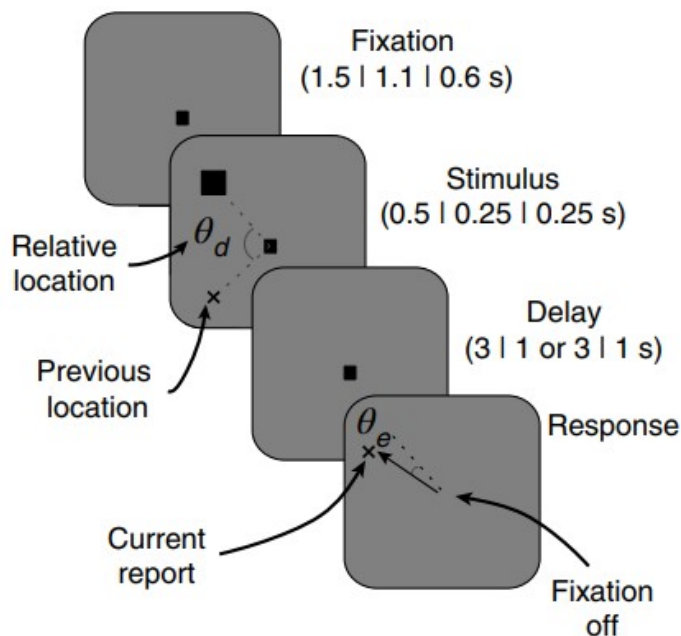 Fixation
(1.5 | 1.1 | 0.6 s)
Stimulus
(0.5 | 0.25 | 0.25 s)
Relative
location
θd
Previous
location
Delay
(3 | 1 or 3 | 1 s)
Response
θe
Current
report
Fixation
off